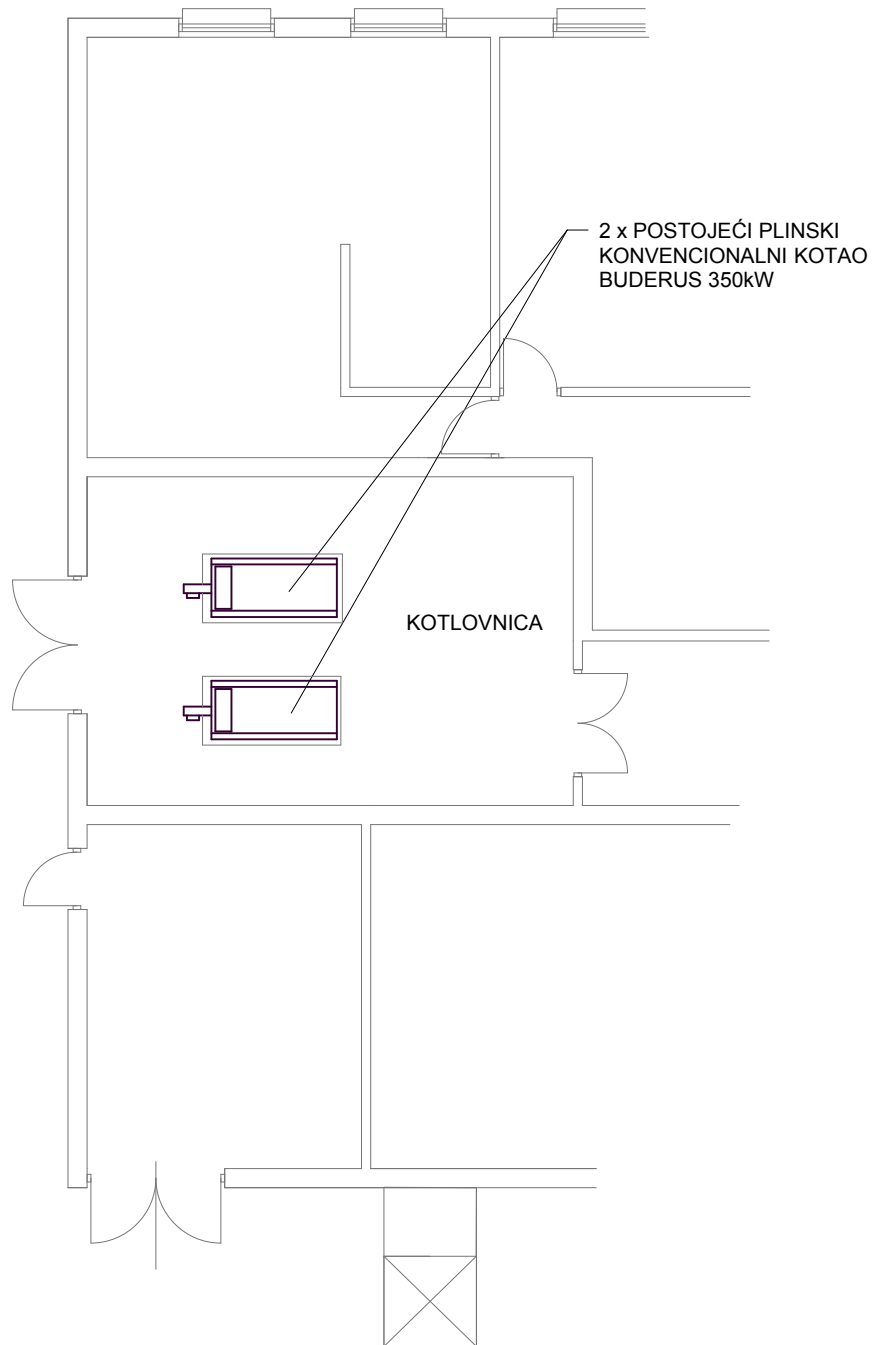 2 x POSTOJEĆI PLINSKI
KONVENCIONALNI KOTAO
BUDERUS 350kW
KOTLOVNICA